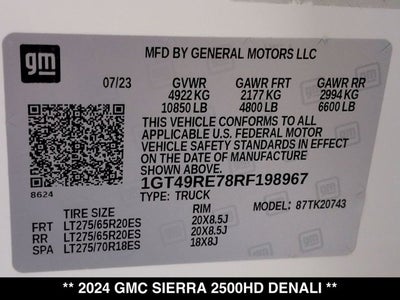 gm
MFD BY GENERAL MOTORS LLC
07/23 GVWR GAWR FRT GAWR RR
4922 KG 2177 KG 2994 KG
10850 LB 4800 LB 6600 LB
THIS VEHICLE CONFORMS TO ALL
APPLICABLE U.S. FEDERAL MOTOR
VEHICLE SAFETY STANDARDS IN EFFECT
ON THE DATE OF MANUFACTURE SHOWN ABOVE.
8624
1GT49RE78RF198967
TYPE: TRUCK MODEL: 87TK20743
TIRE SIZE RIM
FRT LT275/65R20ES 20X8.5J
RR LT275/65R20ES 20X8.5J
SPA LT275/70R18ES 18X8J
** 2024 GMC SIERRA 2500HD DENALI **